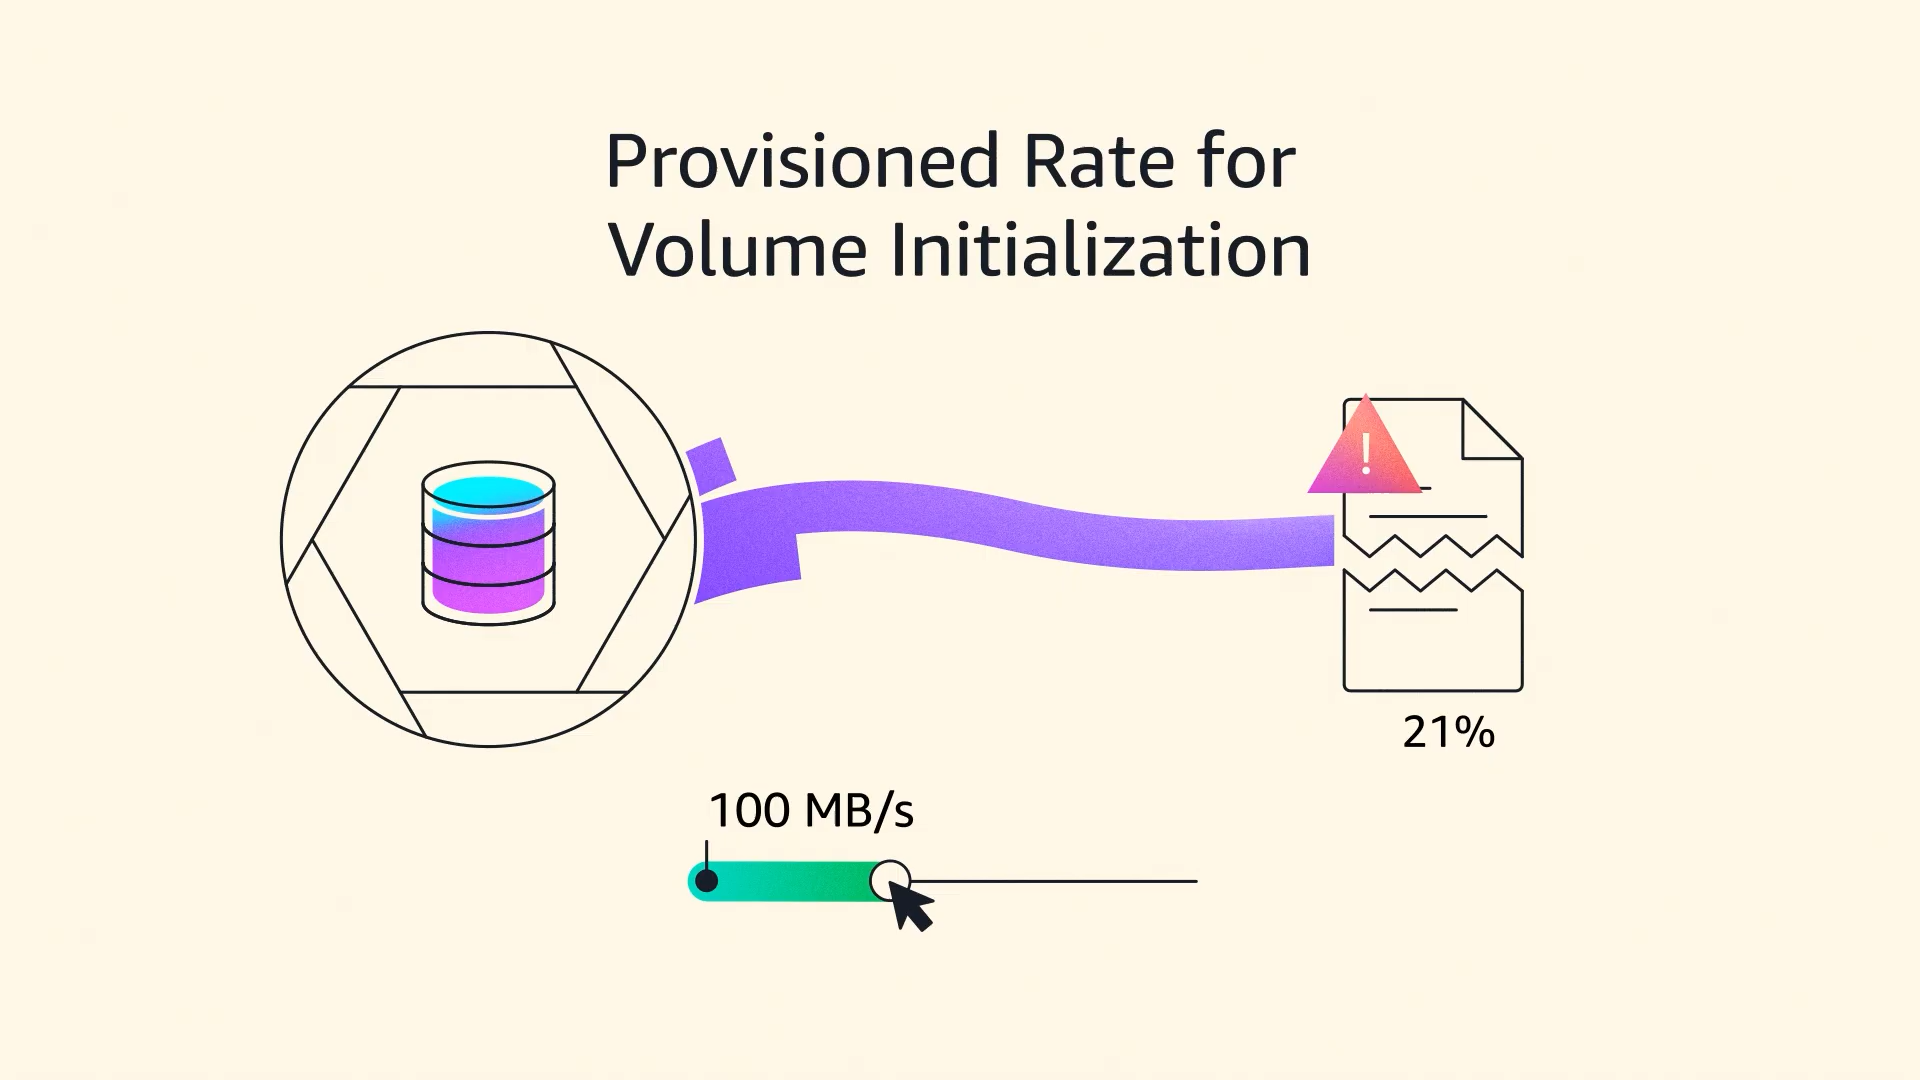 Provisioned Rate for
Volume Initialization
!
21%
100 MB/s